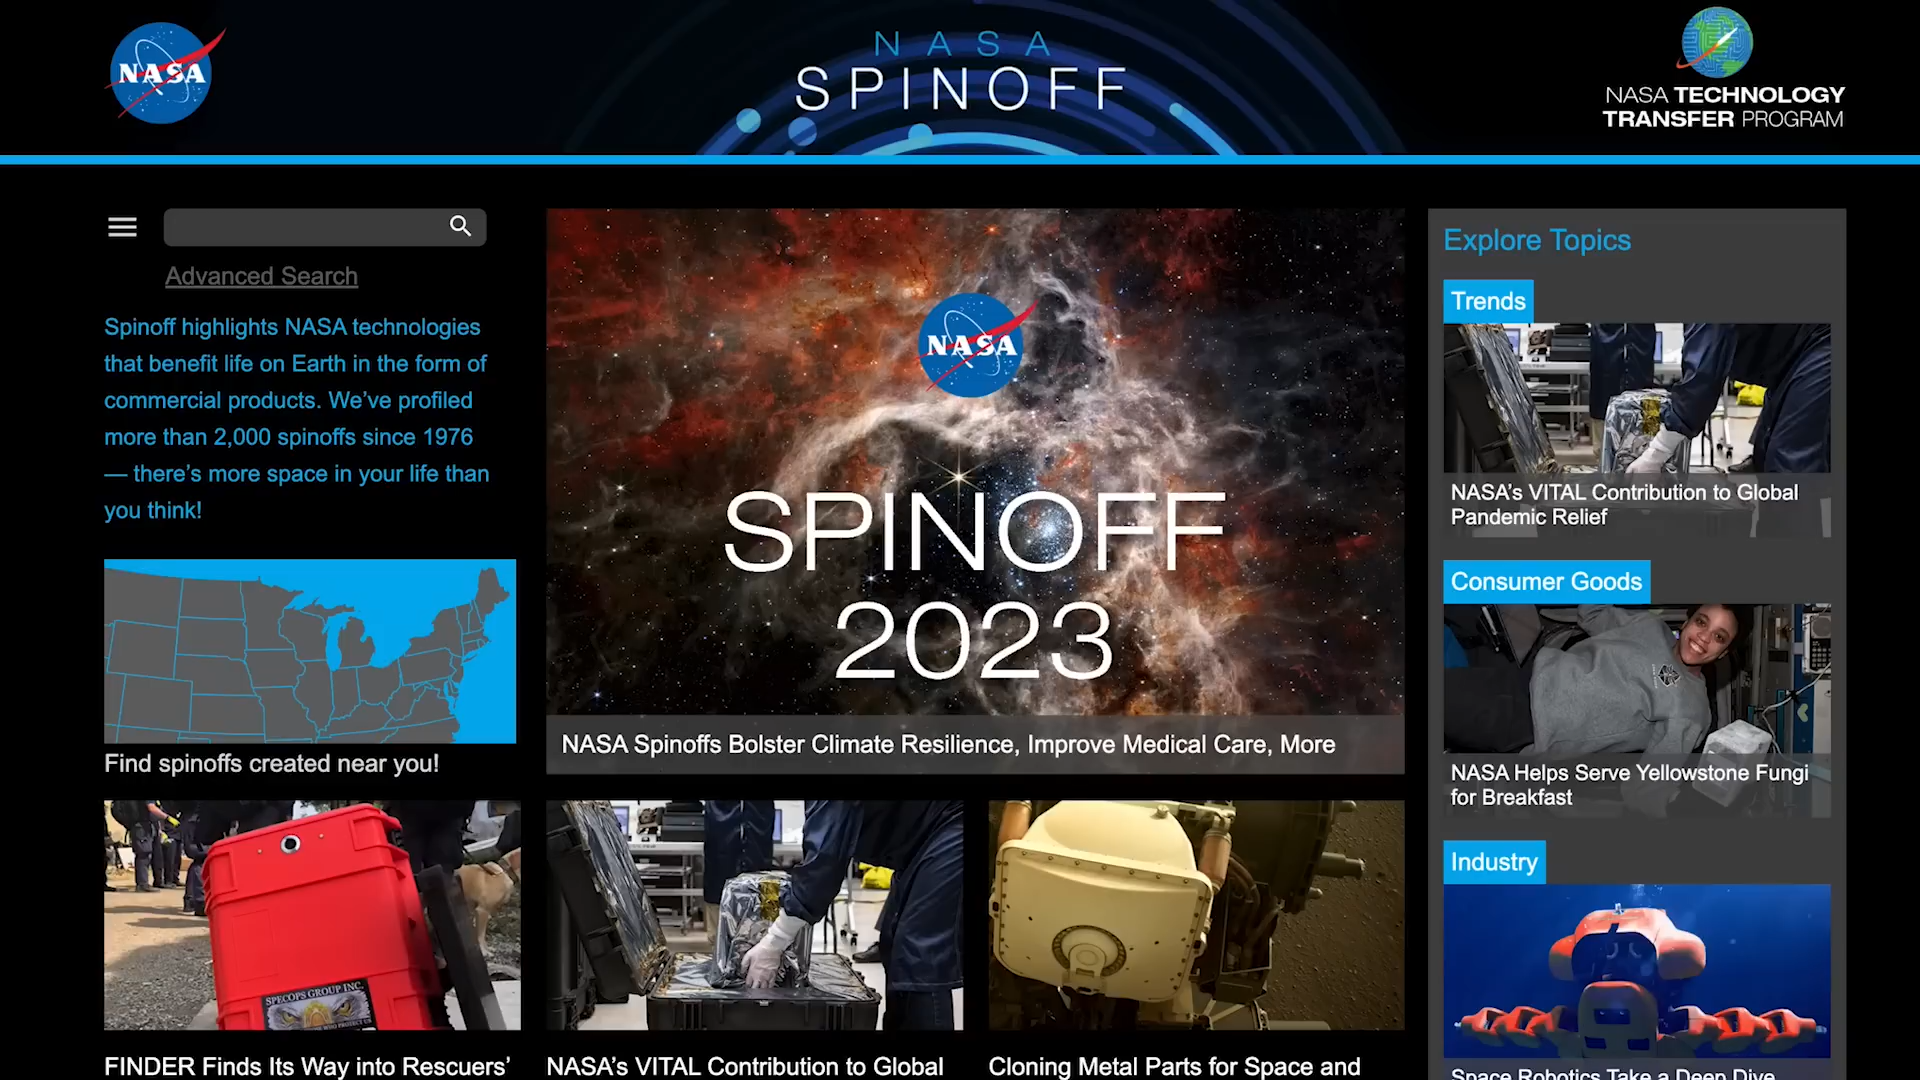 NASA
NASA
SPINOFF
NASA TECHNOLOGY
TRANSFER PROGRAM
Advanced Search
Spinoff highlights NASA technologies
that benefit life on Earth in the form of
commercial products. We’ve profiled
more than 2,000 spinoffs since 1976
— there’s more space in your life than
you think!
Find spinoffs created near you!
NASA
SPINOFF
2023
NASA Spinoffs Bolster Climate Resilience, Improve Medical Care, More
SPECOPS GROUP INC.
FINDER Finds Its Way into Rescuers’
NASA’s VITAL Contribution to Global
Cloning Metal Parts for Space and
Explore Topics
Trends
NASA’s VITAL Contribution to Global
Pandemic Relief
Consumer Goods
NASA Helps Serve Yellowstone Fungi
for Breakfast
Industry
Space Robotics Take a Deep Dive